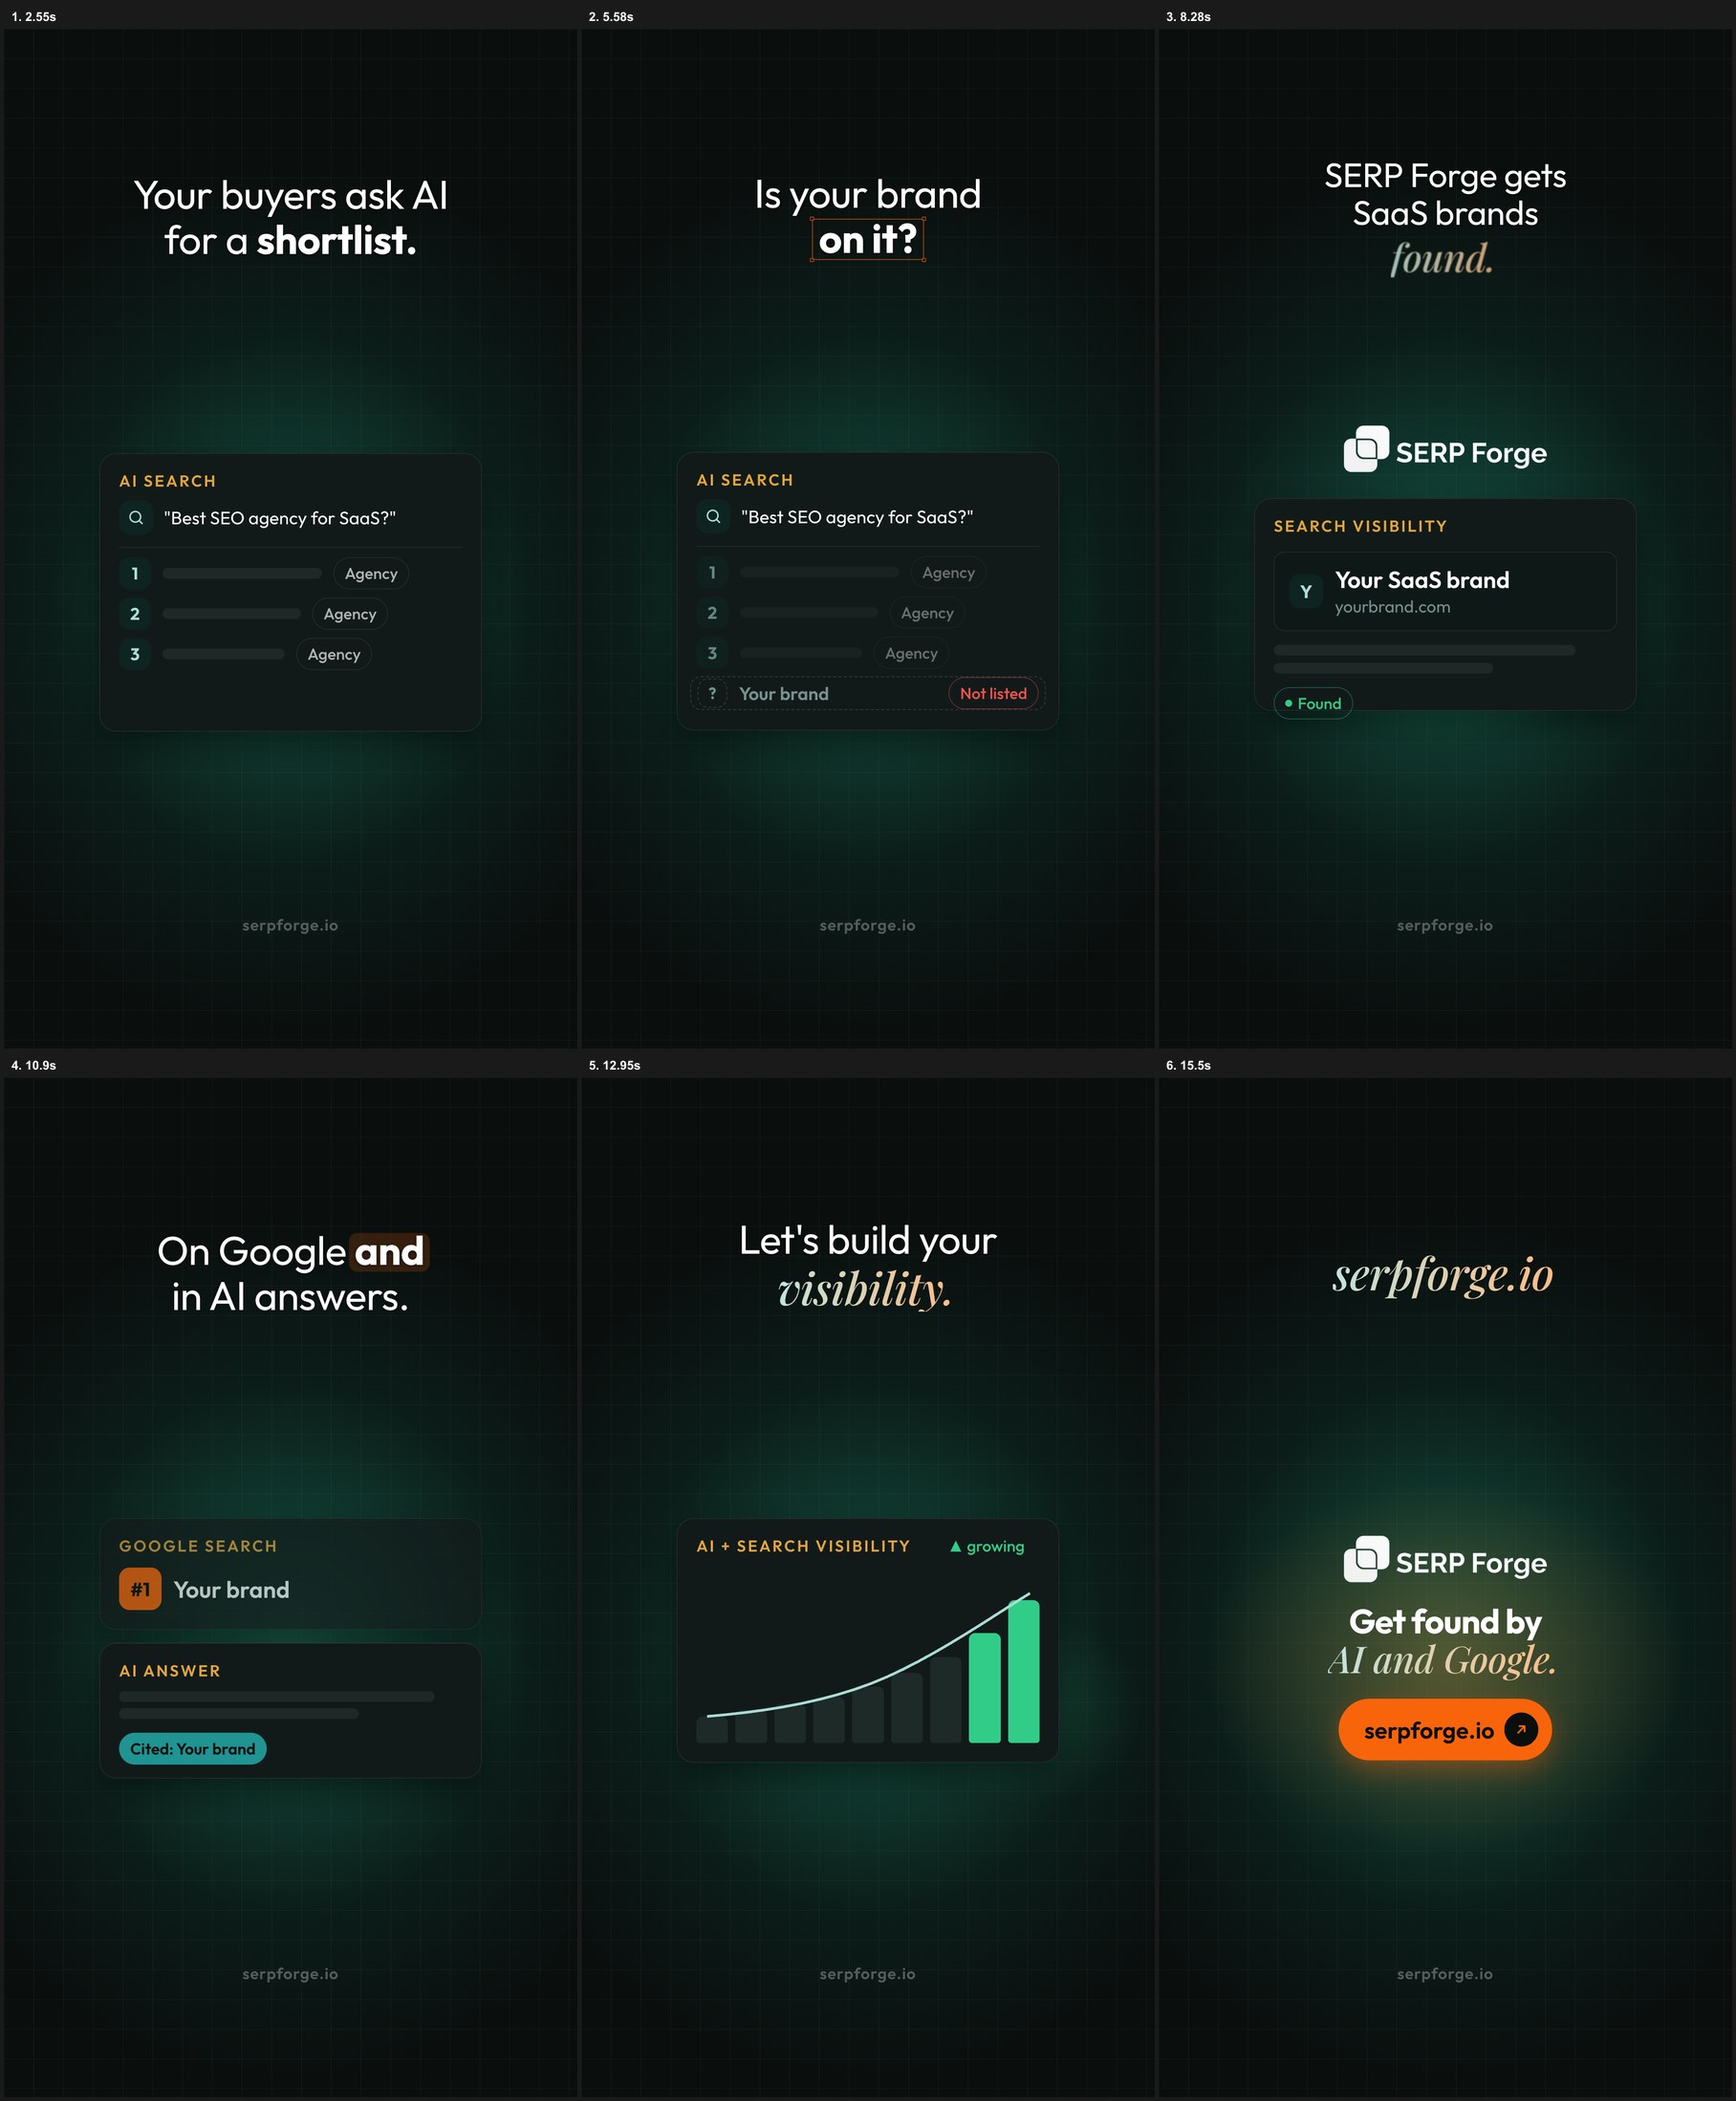 1. 2.55s
Your buyers ask AI
for a shortlist.
AI SEARCH
"Best SEO agency for SaaS?"
1 Agency
2 Agency
3 Agency
serpforge.io
2. 5.58s
Is your brand
on it?
AI SEARCH
"Best SEO agency for SaaS?"
1 Agency
2 Agency
3 Agency
? Your brand Not listed
serpforge.io
3. 8.28s
SERP Forge gets
SaaS brands
found.
SERP Forge
SEARCH VISIBILITY
Y Your SaaS brand
yourbrand.com
Found
serpforge.io
4. 10.9s
On Google and
in AI answers.
GOOGLE SEARCH
#1 Your brand
AI ANSWER
Cited: Your brand
serpforge.io
5. 12.95s
Let's build your
visibility.
AI + SEARCH VISIBILITY ▲ growing
serpforge.io
6. 15.5s
serpforge.io
SERP Forge
Get found by
AI and Google.
serpforge.io
serpforge.io